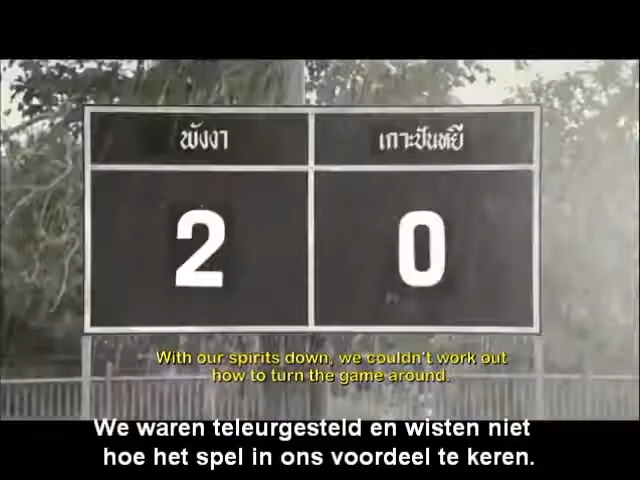 พังงา เกาะปันหยี
2 0
With our spirits down, we couldn't work out
how to turn the game around.
We waren teleurgesteld en wisten niet
hoe het spel in ons voordeel te keren.